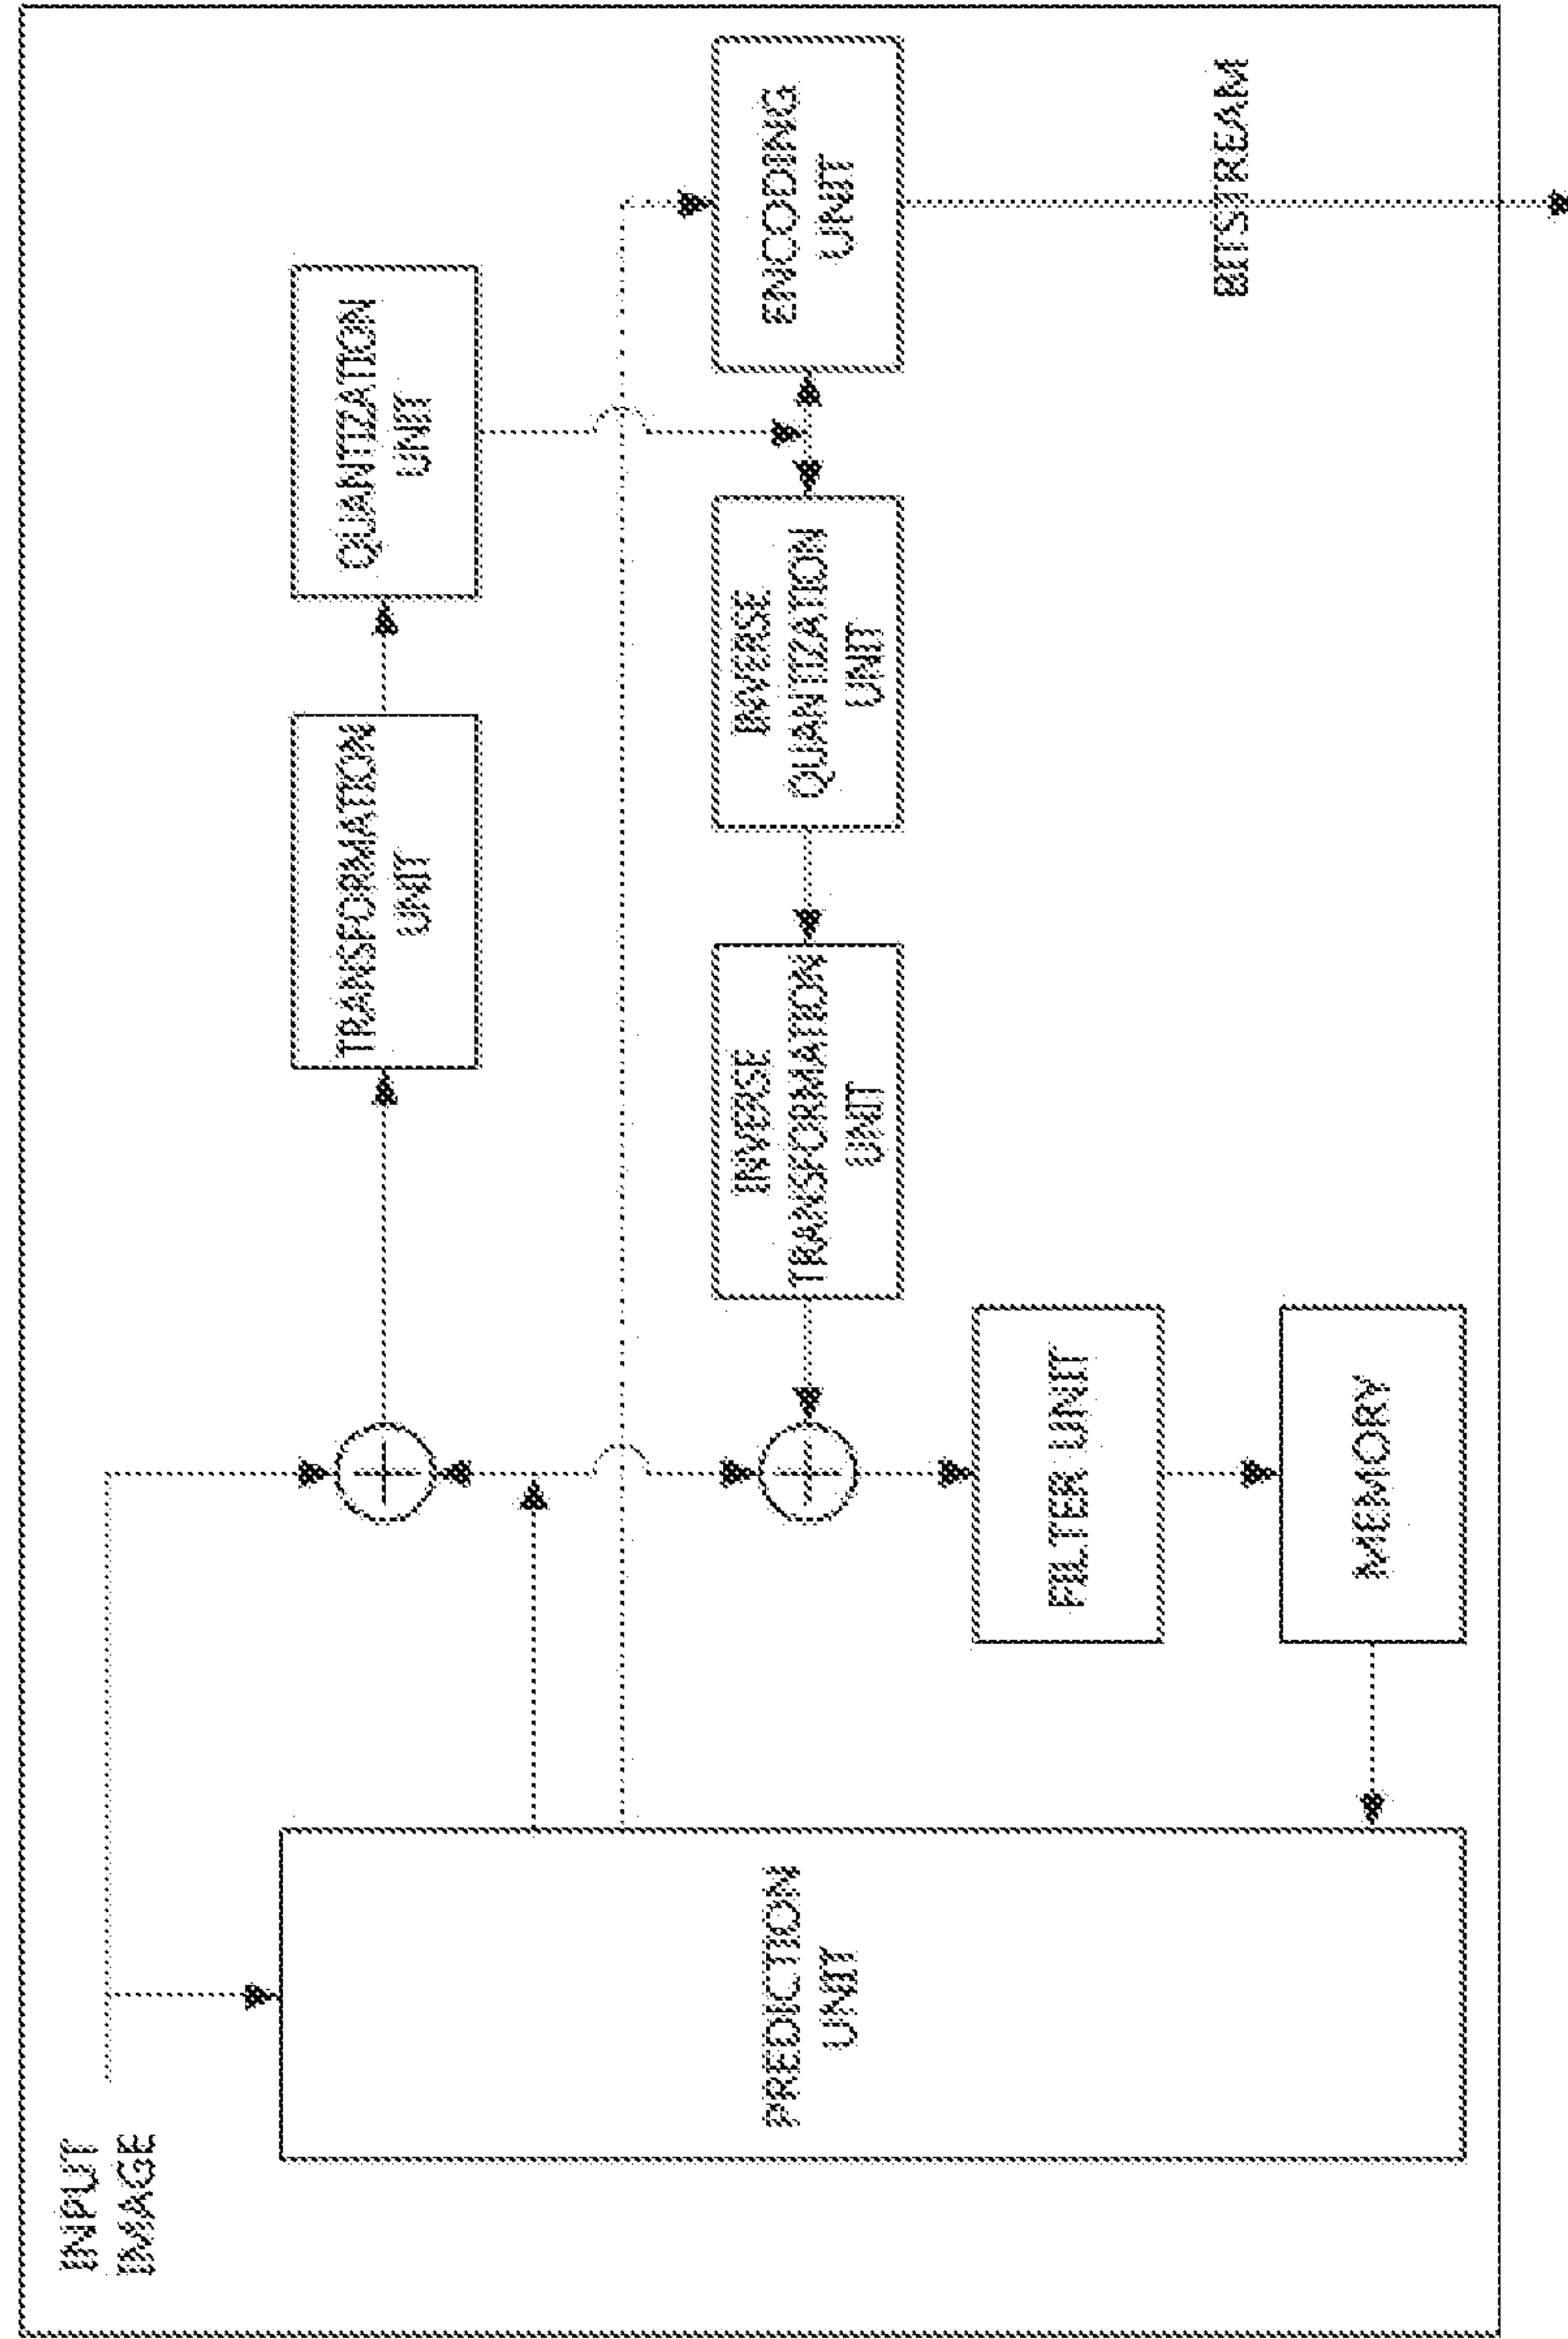 INPUT
IMAGE
TRANSFORMATION
UNIT
QUANTIZATION
UNIT
PREDICTION
UNIT
INVERSE
TRANSFORMATION
UNIT
INVERSE
QUANTIZATION
UNIT
ENCODING
UNIT
FILTER UNIT
BITSTREAM
MEMORY